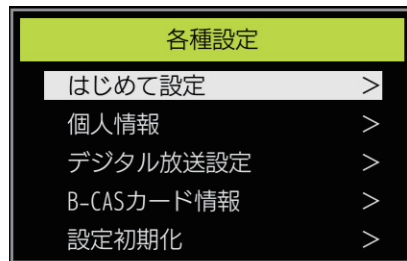 各種設定
はじめて設定 >
個人情報 >
デジタル放送設定 >
B-CASカード情報 >
設定初期化 >